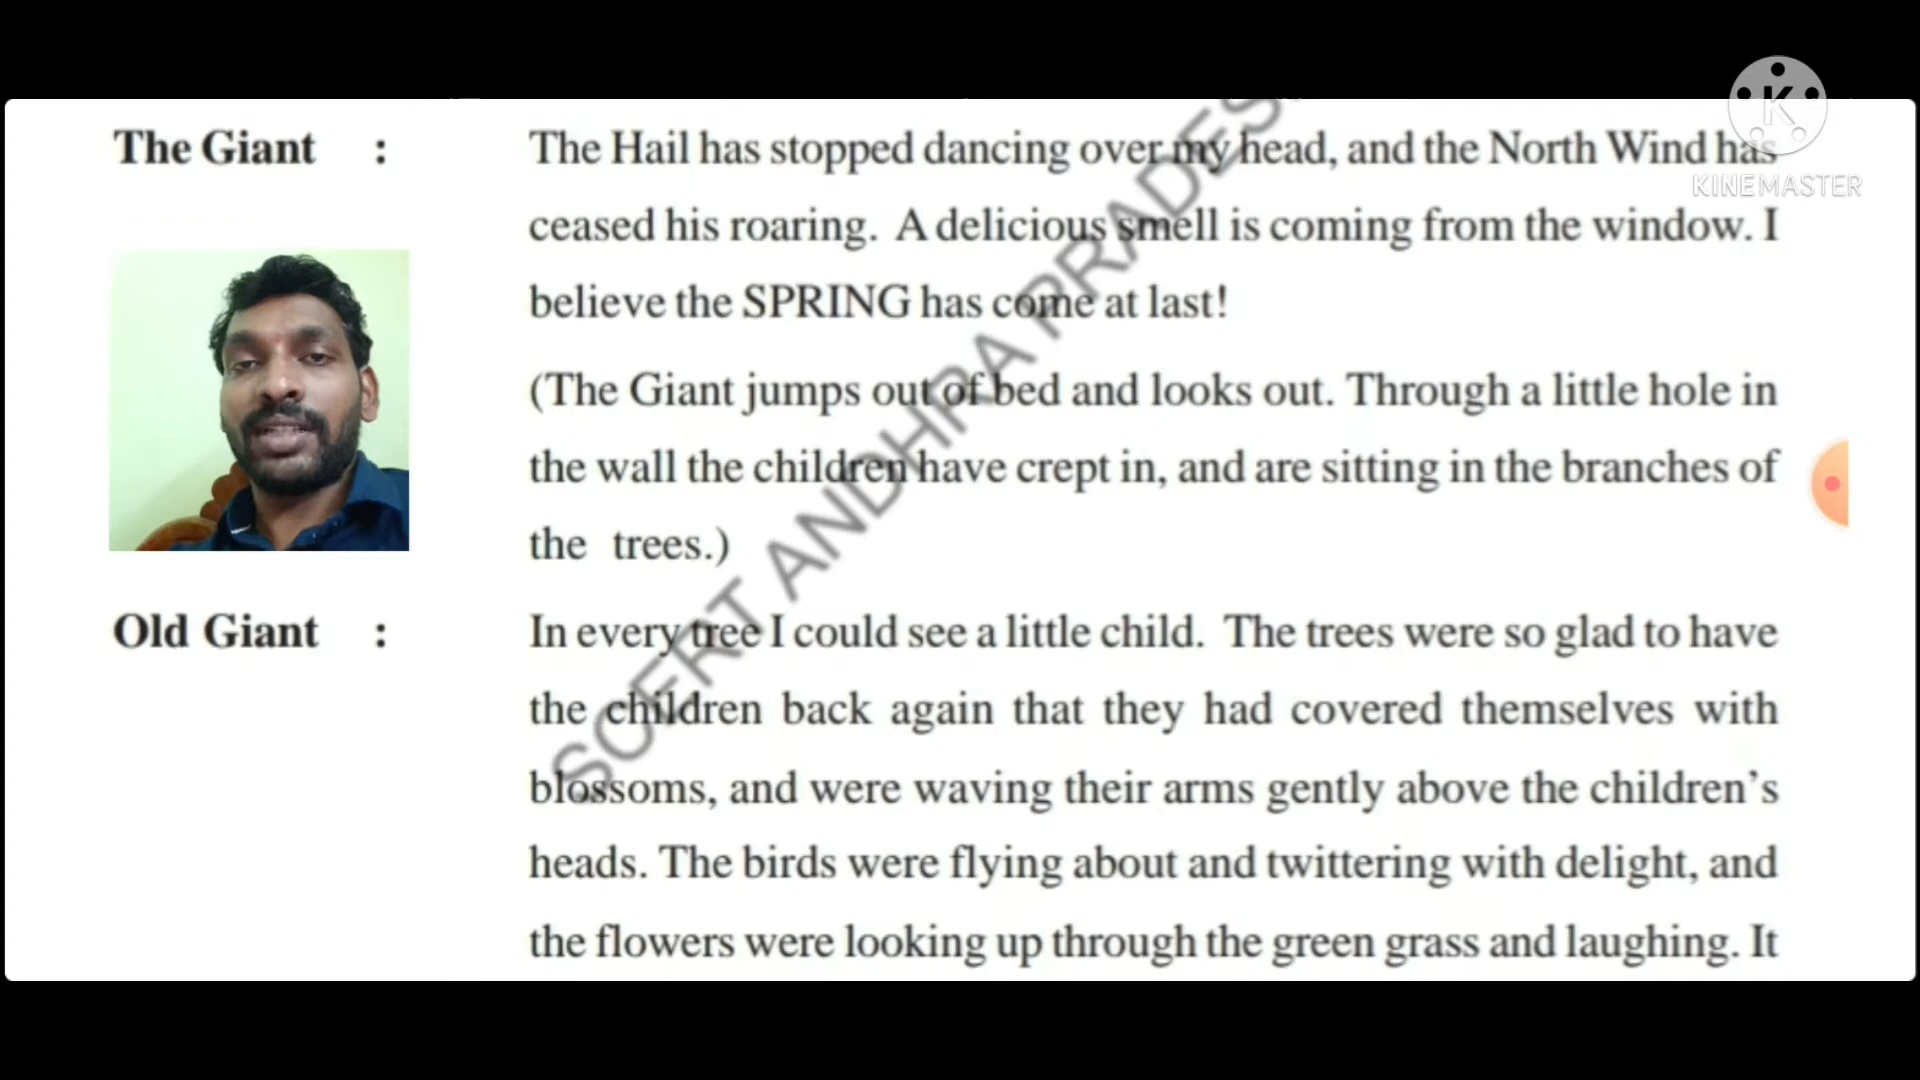 The Giant : The Hail has stopped dancing over my head, and the North Wind has
ceased his roaring. A delicious smell is coming from the window. I
believe the SPRING has come at last!
(The Giant jumps out of bed and looks out. Through a little hole in
the wall the children have crept in, and are sitting in the branches of
the trees.)
Old Giant : In every tree I could see a little child. The trees were so glad to have
the children back again that they had covered themselves with
blossoms, and were waving their arms gently above the children's
heads. The birds were flying about and twittering with delight, and
the flowers were looking up through the green grass and laughing. It
SCERT ANDHRA PRADES
K
KINEMASTER